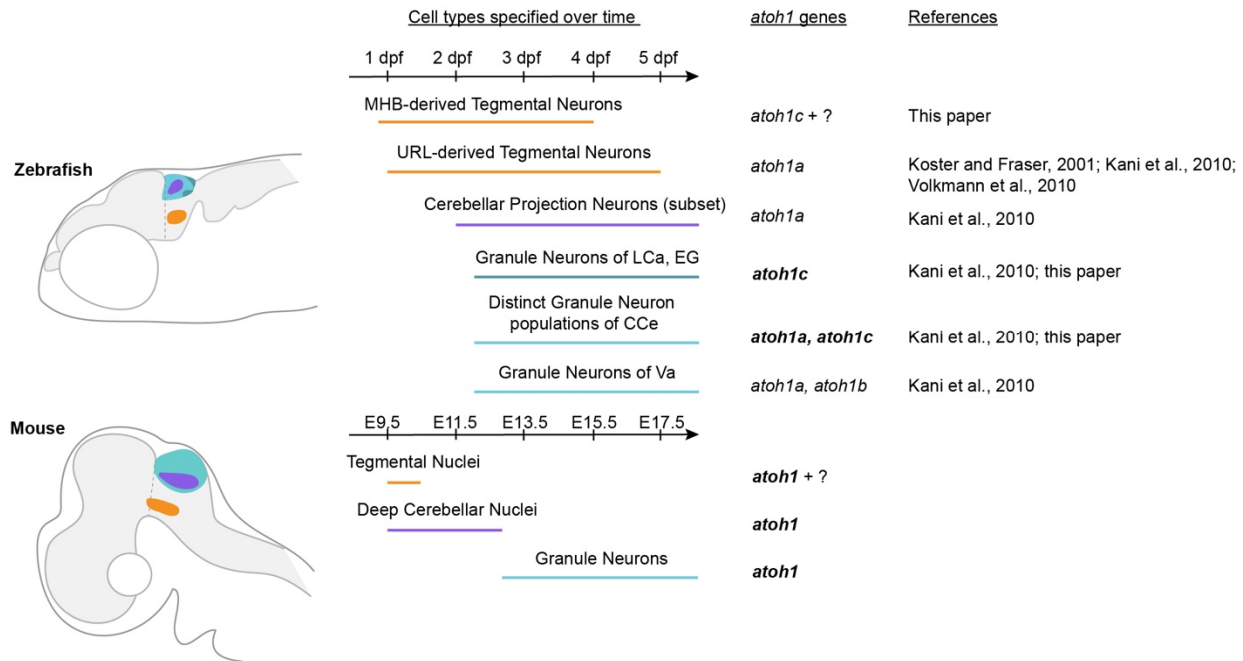 Cell types specified over time
atoh1 genes
References
1 dpf 2 dpf 3 dpf 4 dpf 5 dpf
MHB-derived Tegmental Neurons
atoh1c + ?
This paper
Zebrafish
URL-derived Tegmental Neurons
atoh1a
Koster and Fraser, 2001; Kani et al., 2010;
Volkmann et al., 2010
Cerebellar Projection Neurons (subset)
atoh1a
Kani et al., 2010
Granule Neurons of LCa, EG
atoh1c
Kani et al., 2010; this paper
Distinct Granule Neuron
populations of CCe
atoh1a, atoh1c
Kani et al., 2010; this paper
Granule Neurons of Va
atoh1a, atoh1b
Kani et al., 2010
Mouse
E9.5 E11.5 E13.5 E15.5 E17.5
Tegmental Nuclei
atoh1 + ?
Deep Cerebellar Nuclei
atoh1
Granule Neurons
atoh1